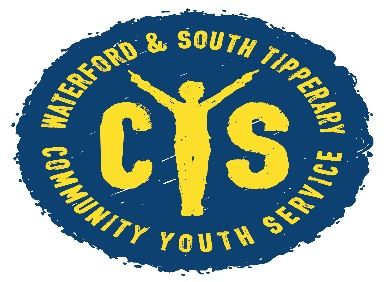 WATERFORD & SOUTH TIPPERARY
CYS
COMMUNITY YOUTH SERVICE